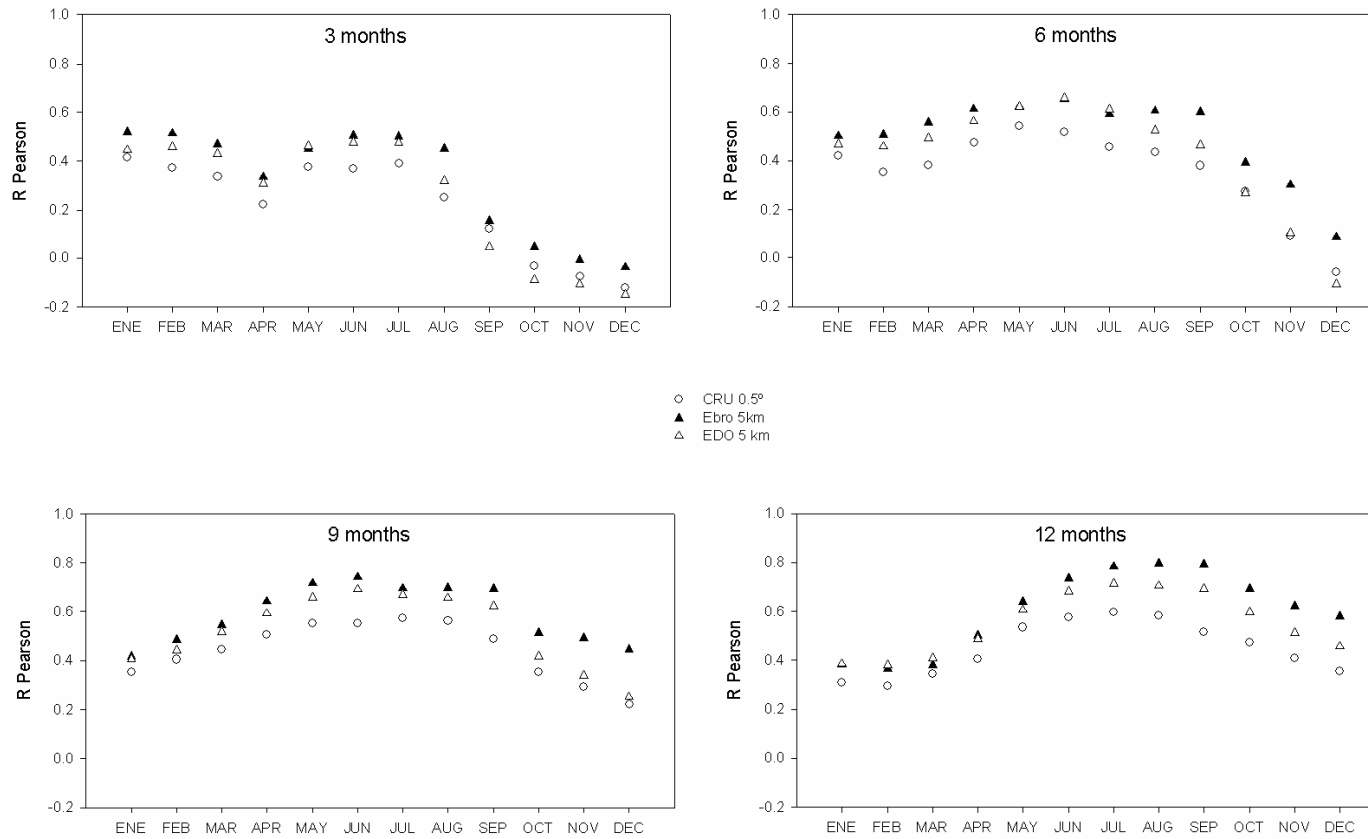 3 months
R Pearson
1.0
0.8
0.6
0.4
0.2
0.0
-0.2
ENE FEB MAR APR MAY JUN JUL AUG SEP OCT NOV DEC
6 months
R Pearson
1.0
0.8
0.6
0.4
0.2
0.0
-0.2
ENE FEB MAR APR MAY JUN JUL AUG SEP OCT NOV DEC
CRU 0.5º
Ebro 5km
EDO 5 km
9 months
R Pearson
1.0
0.8
0.6
0.4
0.2
0.0
-0.2
ENE FEB MAR APR MAY JUN JUL AUG SEP OCT NOV DEC
12 months
R Pearson
1.0
0.8
0.6
0.4
0.2
0.0
-0.2
ENE FEB MAR APR MAY JUN JUL AUG SEP OCT NOV DEC